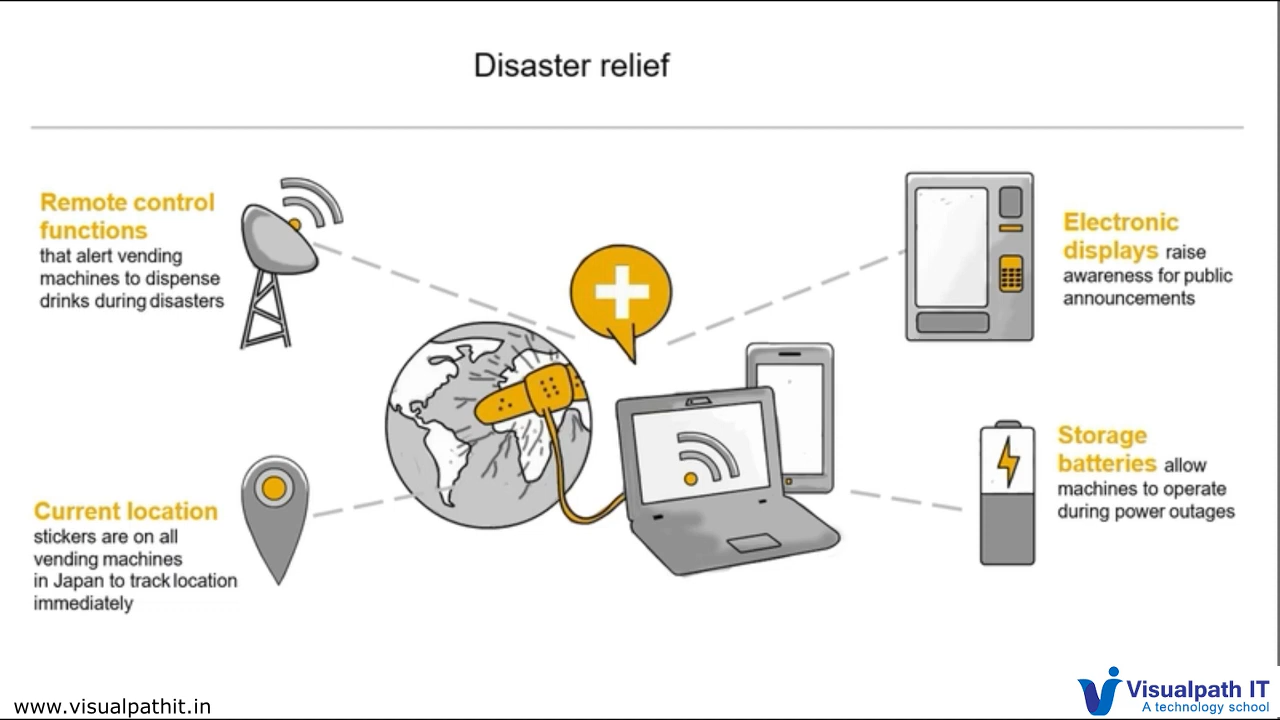 Disaster relief
Remote control
functions
that alert vending
machines to dispense
drinks during disasters
Electronic
displays raise
awareness for public
announcements
Current location
stickers are on all
vending machines
in Japan to track location
immediately
Storage
batteries allow
machines to operate
during power outages
www.visualpathit.in
Visualpath IT
A technology school